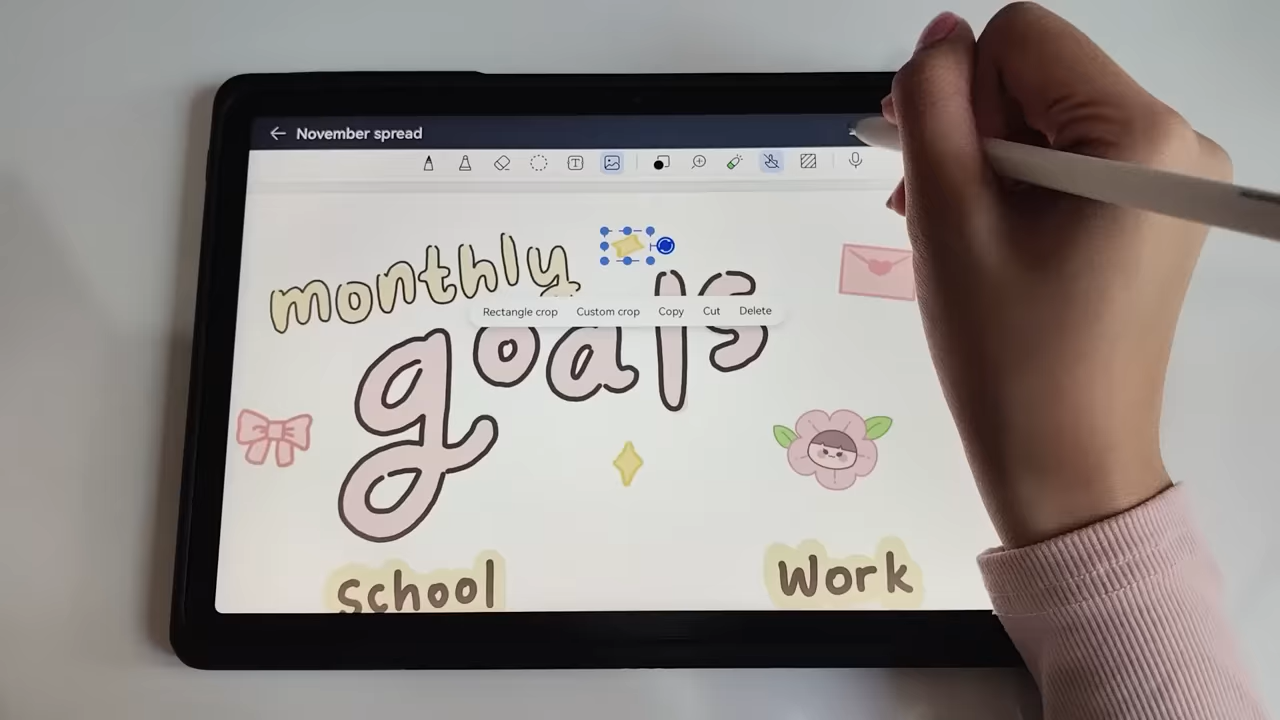 November spread
T
monthly
goals
Rectangle crop Custom crop Copy Cut Delete
School
Work